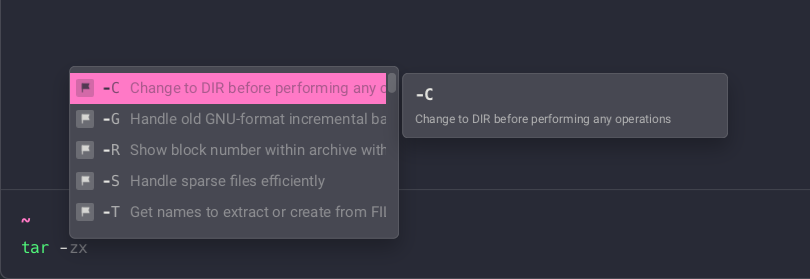 -C Change to DIR before performing any
-G Handle old GNU-format incremental ba
-R Show block number within archive with
-S Handle sparse files efficiently
-T Get names to extract or create from FII
-C
Change to DIR before performing any operations
~
tar -zx